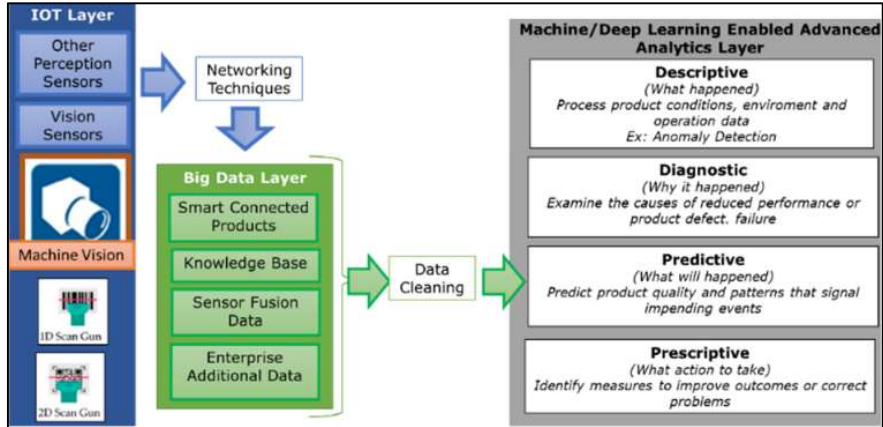 IOT Layer
Other
Perception
Sensors
Vision
Sensors
Machine Vision
1D Scan Gun
2D Scan Gun
Networking
Techniques
Big Data Layer
Smart Connected
Products
Knowledge Base
Sensor Fusion
Data
Enterprise
Additional Data
Data
Cleaning
Machine/Deep Learning Enabled Advanced
Analytics Layer
Descriptive
(What happened)
Process product conditions, enviroment and
operation data
Ex: Anomaly Detection
Diagnostic
(Why it happened)
Examine the causes of reduced performance or
product defect. failure
Predictive
(What will happened)
Predict product quality and patterns that signal
impending events
Prescriptive
(What action to take)
Identify measures to improve outcomes or correct
problems